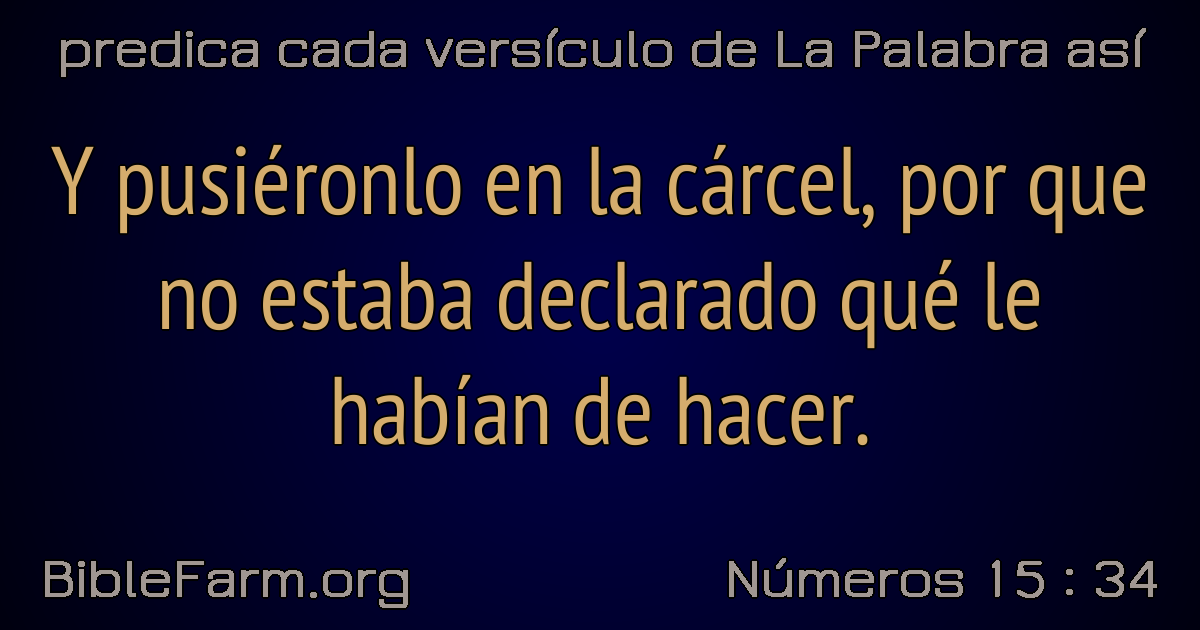 predica cada versículo de La Palabra así
Y pusiéronlo en la cárcel, por que
no estaba declarado qué le
habían de hacer.
BibleFarm.org
Números 15 : 34